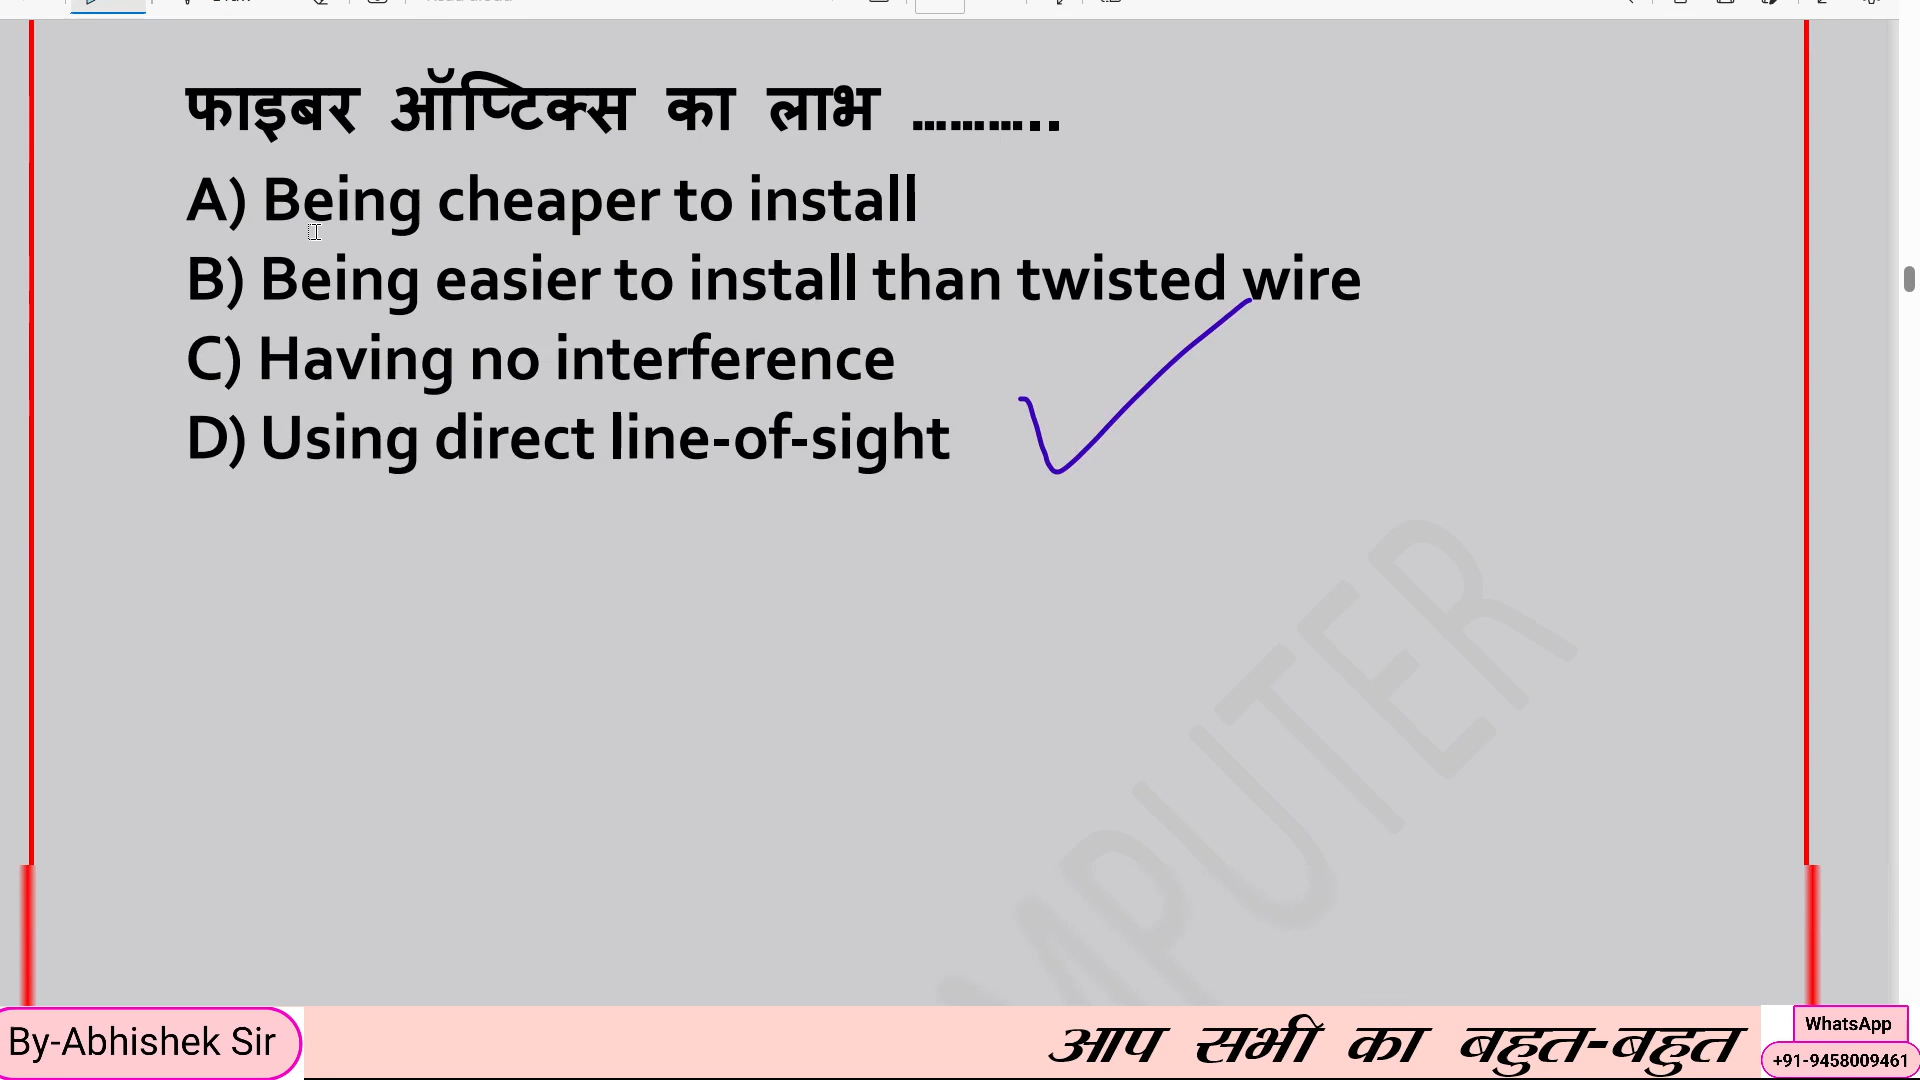 फाइबर ऑप्टिक्स का लाभ ………..
A) Being cheaper to install
B) Being easier to install than twisted wire
C) Having no interference
D) Using direct line-of-sight
MPUTER
By-Abhishek Sir
आप सभी का बहुत-बहुत
WhatsApp
+91-9458009461